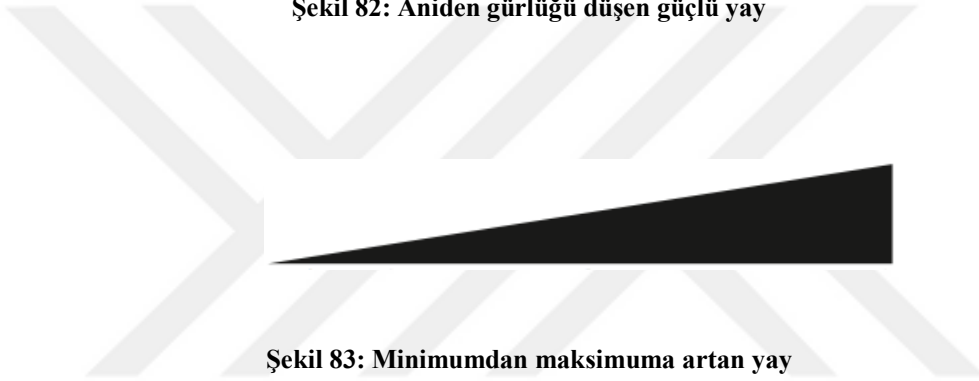 Şekil 82: Aniden gürlüğü düşen güçlü yay
Şekil 83: Minimumdan maksimuma artan yay